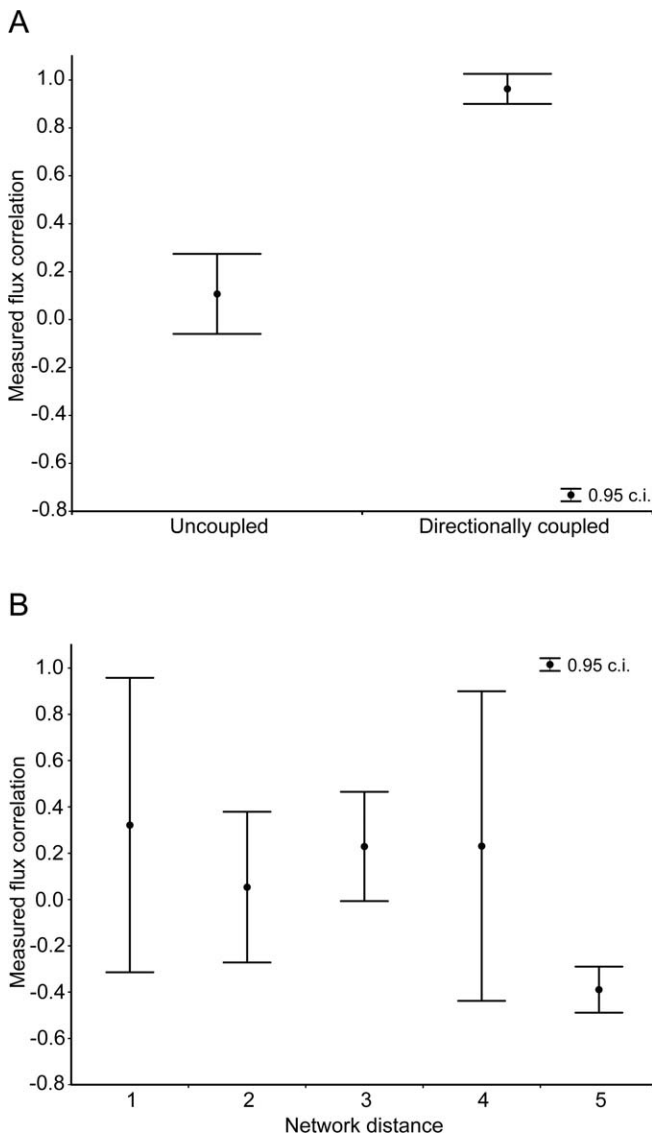 A
Measured flux correlation
1.0
0.8
0.6
0.4
0.2
0.0
-0.2
-0.4
-0.6
-0.8
0.95 c.i.
Uncoupled Directionally coupled
B
Measured flux correlation
1.0
0.8
0.6
0.4
0.2
0.0
-0.2
-0.4
-0.6
-0.8
0.95 c.i.
1 2 3 4 5
Network distance